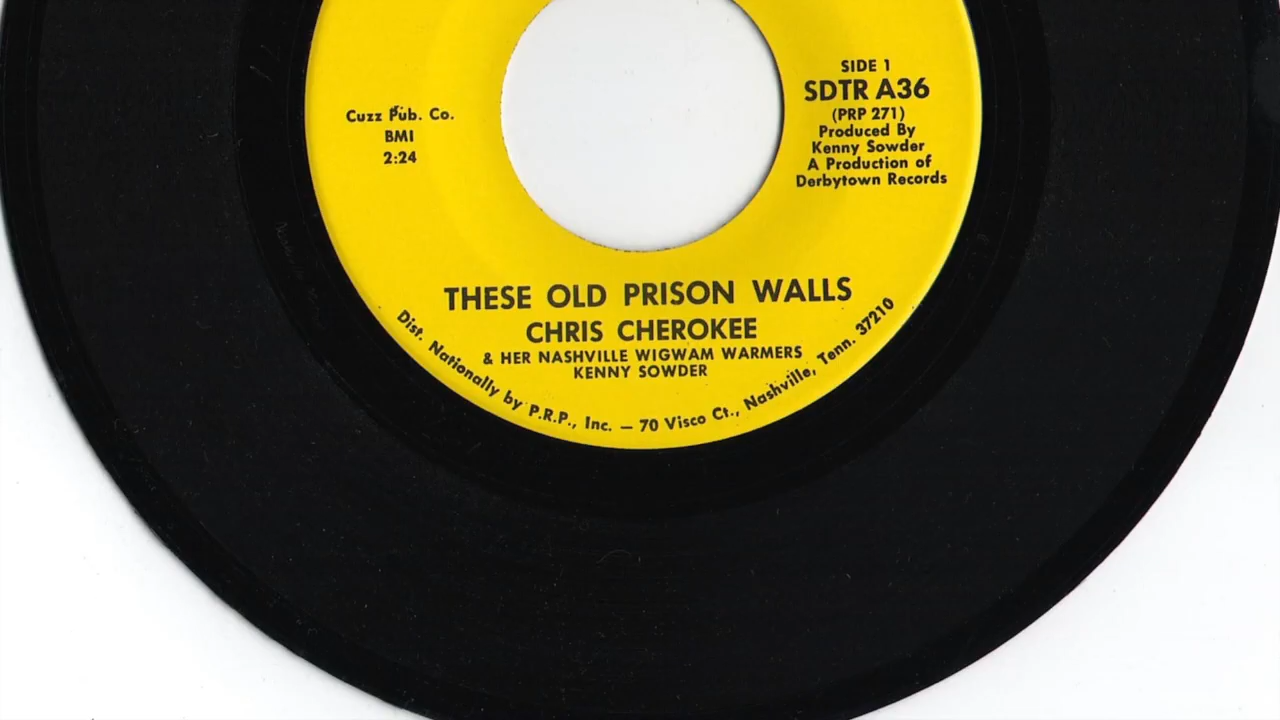 Cuzz Pub. Co.
BMI
2:24
SIDE 1
SDTR A36
(PRP 271)
Produced By
Kenny Sowder
A Production of
Derbytown Records
THESE OLD PRISON WALLS
CHRIS CHEROKEE
& HER NASHVILLE WIGWAM WARMERS
KENNY SOWDER
Dist. Nationally by P.R.P., Inc. — 70 Visco Ct., Nashville, Tenn. 37210